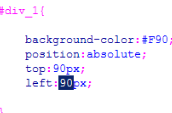 #div_1{
background-color:#F90;
position:absolute;
top:90px;
left:90px;